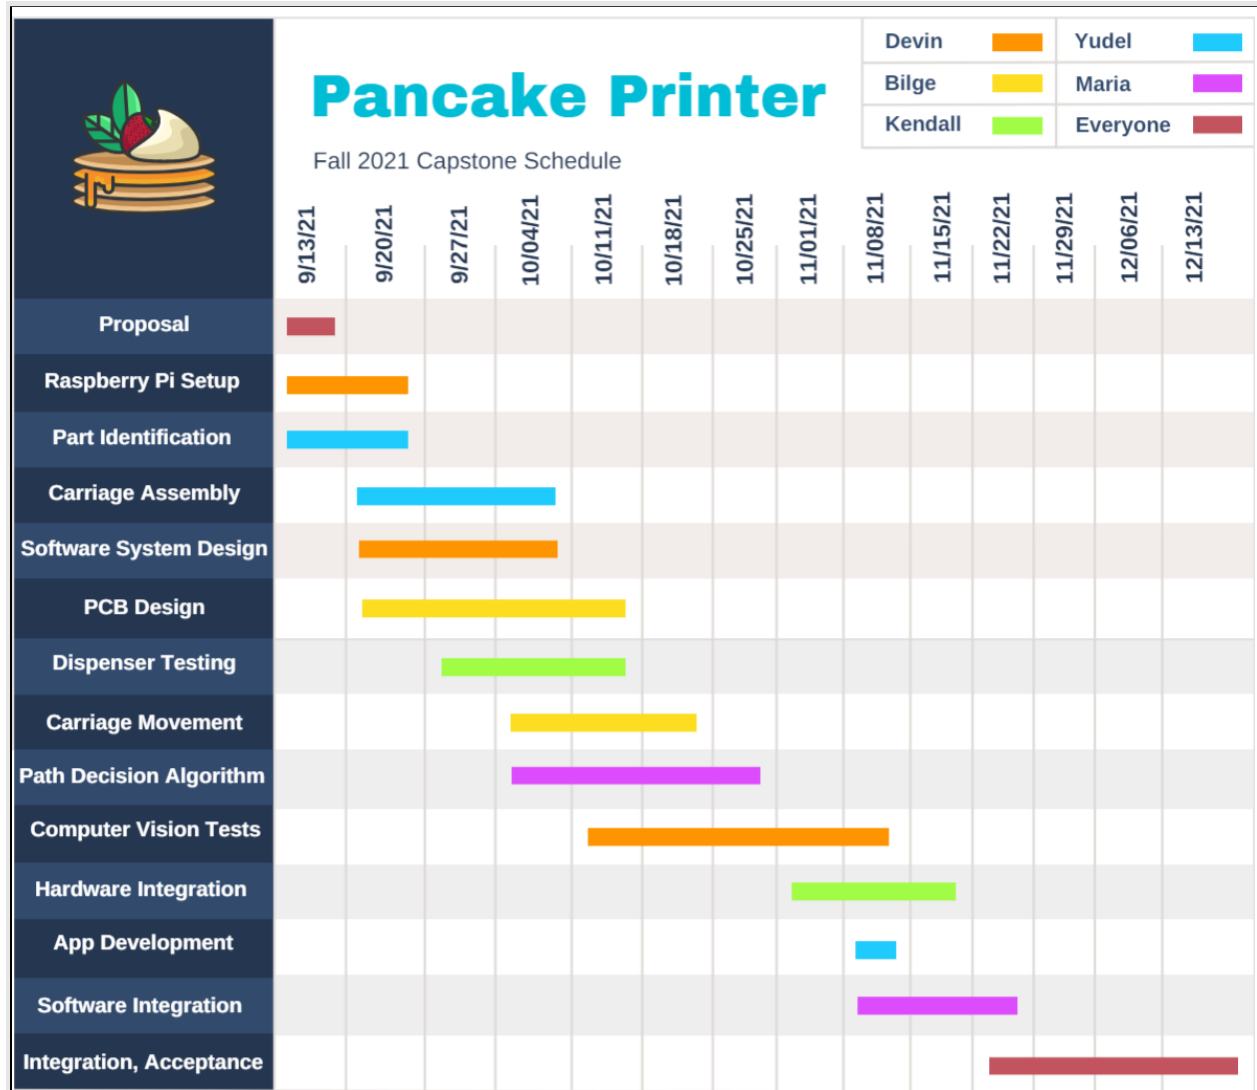 Devin
Yudel
Bilge
Maria
Kendall
Everyone
Pancake Printer
Fall 2021 Capstone Schedule
9/13/21
9/20/21
9/27/21
10/04/21
10/11/21
10/18/21
10/25/21
11/01/21
11/08/21
11/15/21
11/22/21
11/29/21
12/06/21
12/13/21
Proposal
Raspberry Pi Setup
Part Identification
Carriage Assembly
Software System Design
PCB Design
Dispenser Testing
Carriage Movement
Path Decision Algorithm
Computer Vision Tests
Hardware Integration
App Development
Software Integration
Integration, Acceptance